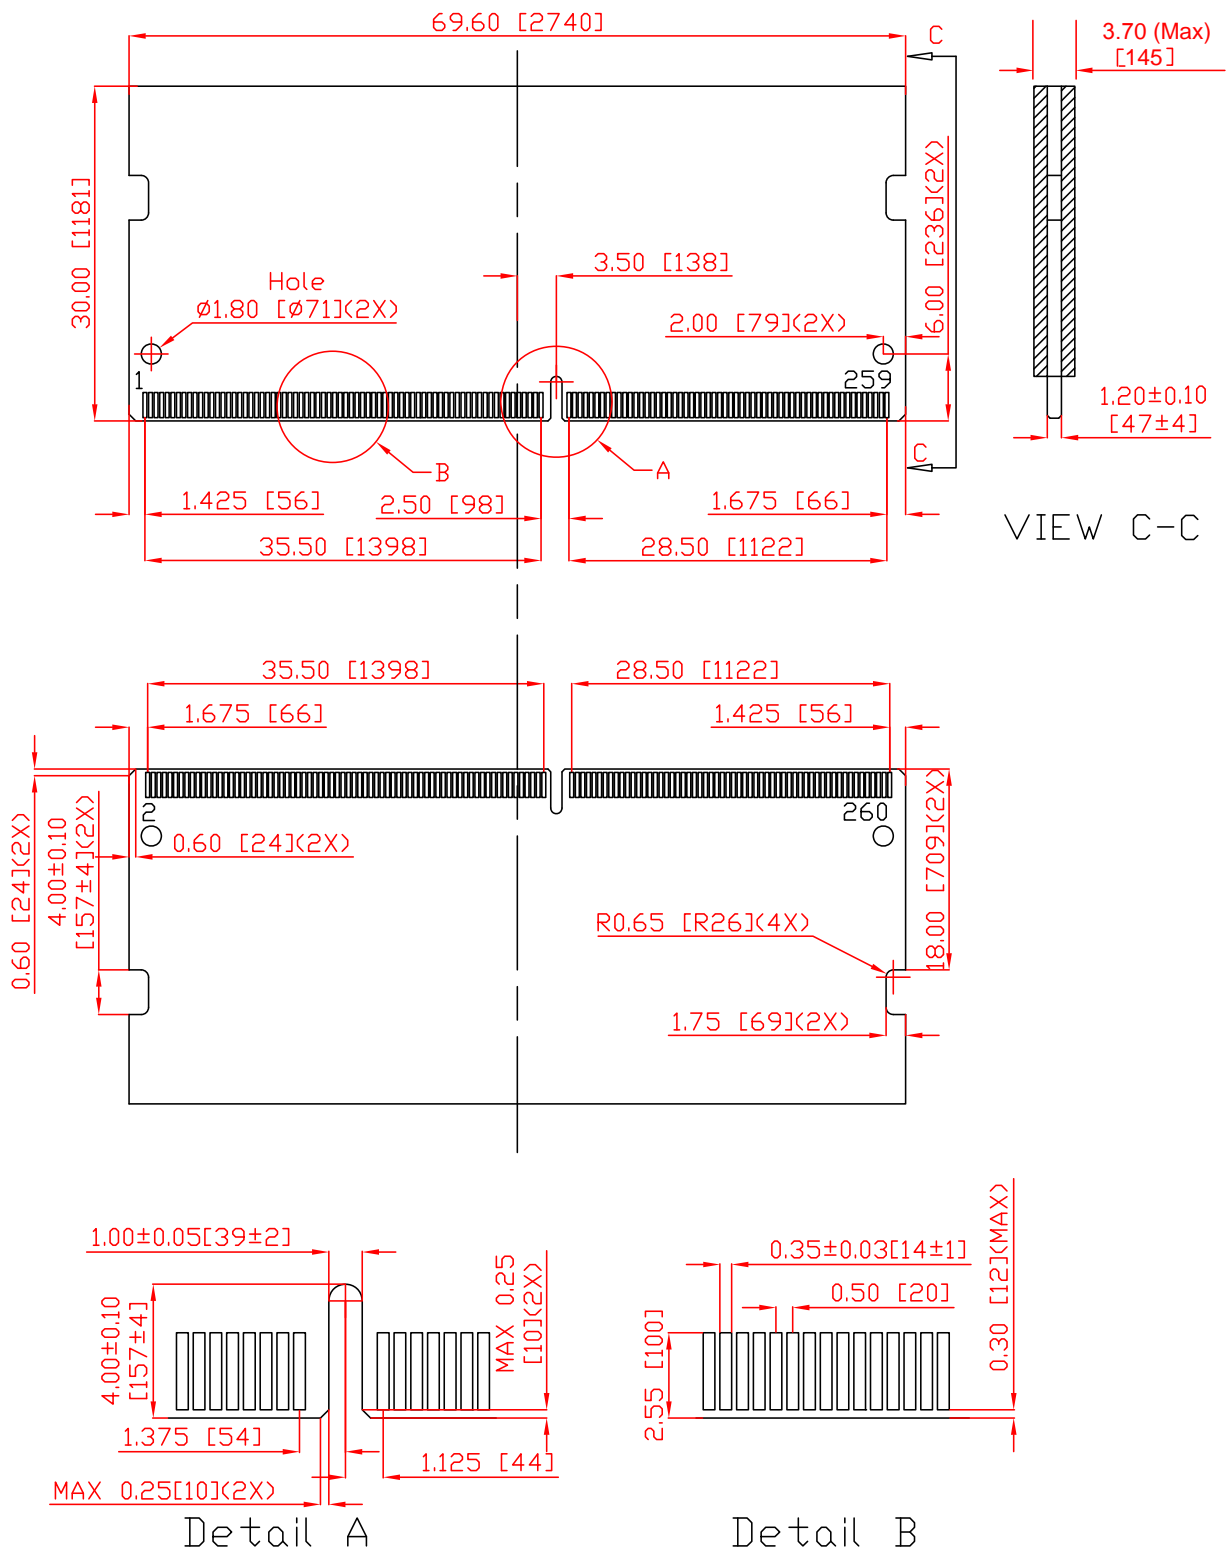 69.60 [2740]
C
3.70 (Max)
[145]
30.00 [1181]
6.00 [236](2X)
3.50 [138]
Hole
Ø1.80 [Ø71](2X)
2.00 [79](2X)
1
259
1.20±0.10
[47±4]
B
A
C
1.425 [56]
2.50 [98]
1.675 [66]
35.50 [1398]
28.50 [1122]
VIEW C-C
35.50 [1398]
28.50 [1122]
1.675 [66]
1.425 [56]
2
260
0.60 [24](2X)
4.00±0.10
[157±4](2X)
0.60 [24](2X)
18.00 [709](2X)
R0.65 [R26](4X)
1.75 [69](2X)
1.00±0.05[39±2]
4.00±0.10
[157±4]
MAX 0.25
[10](2X)
1.375 [54]
1.125 [44]
MAX 0.25[10](2X)
Detail A
0.35±0.03[14±1]
0.50 [20]
2.55 [100]
0.30 [12](MAX)
Detail B